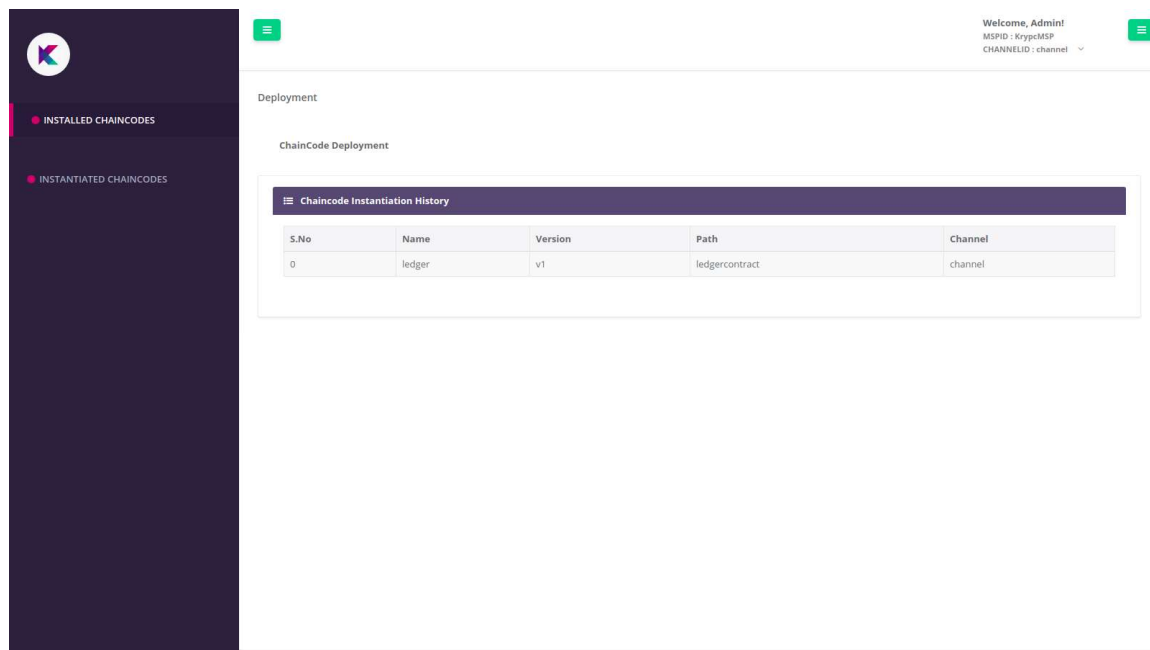 Welcome, Admin!
MSPID : KrypcMSP
CHANNELID : channel
INSTALLED CHAINCODES
INSTANTIATED CHAINCODES
Deployment
ChainCode Deployment
Chaincode Instantiation History
S.No Name Version Path Channel
0 ledger v1 ledgercontract channel